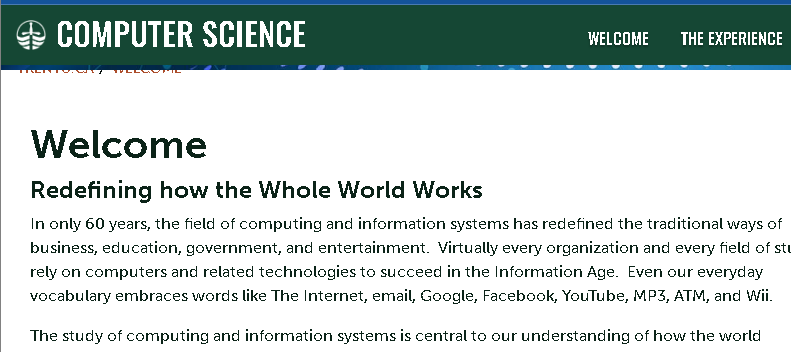 COMPUTER SCIENCE
WELCOME THE EXPERIENCE
TRENTU.CA / WELCOME
Welcome
Redefining how the Whole World Works
In only 60 years, the field of computing and information systems has redefined the traditional ways of
business, education, government, and entertainment. Virtually every organization and every field of
rely on computers and related technologies to succeed in the Information Age. Even our everyday
vocabulary embraces words like The Internet, email, Google, Facebook, YouTube, MP3, ATM, and Wii.
The study of computing and information systems is central to our understanding of how the world